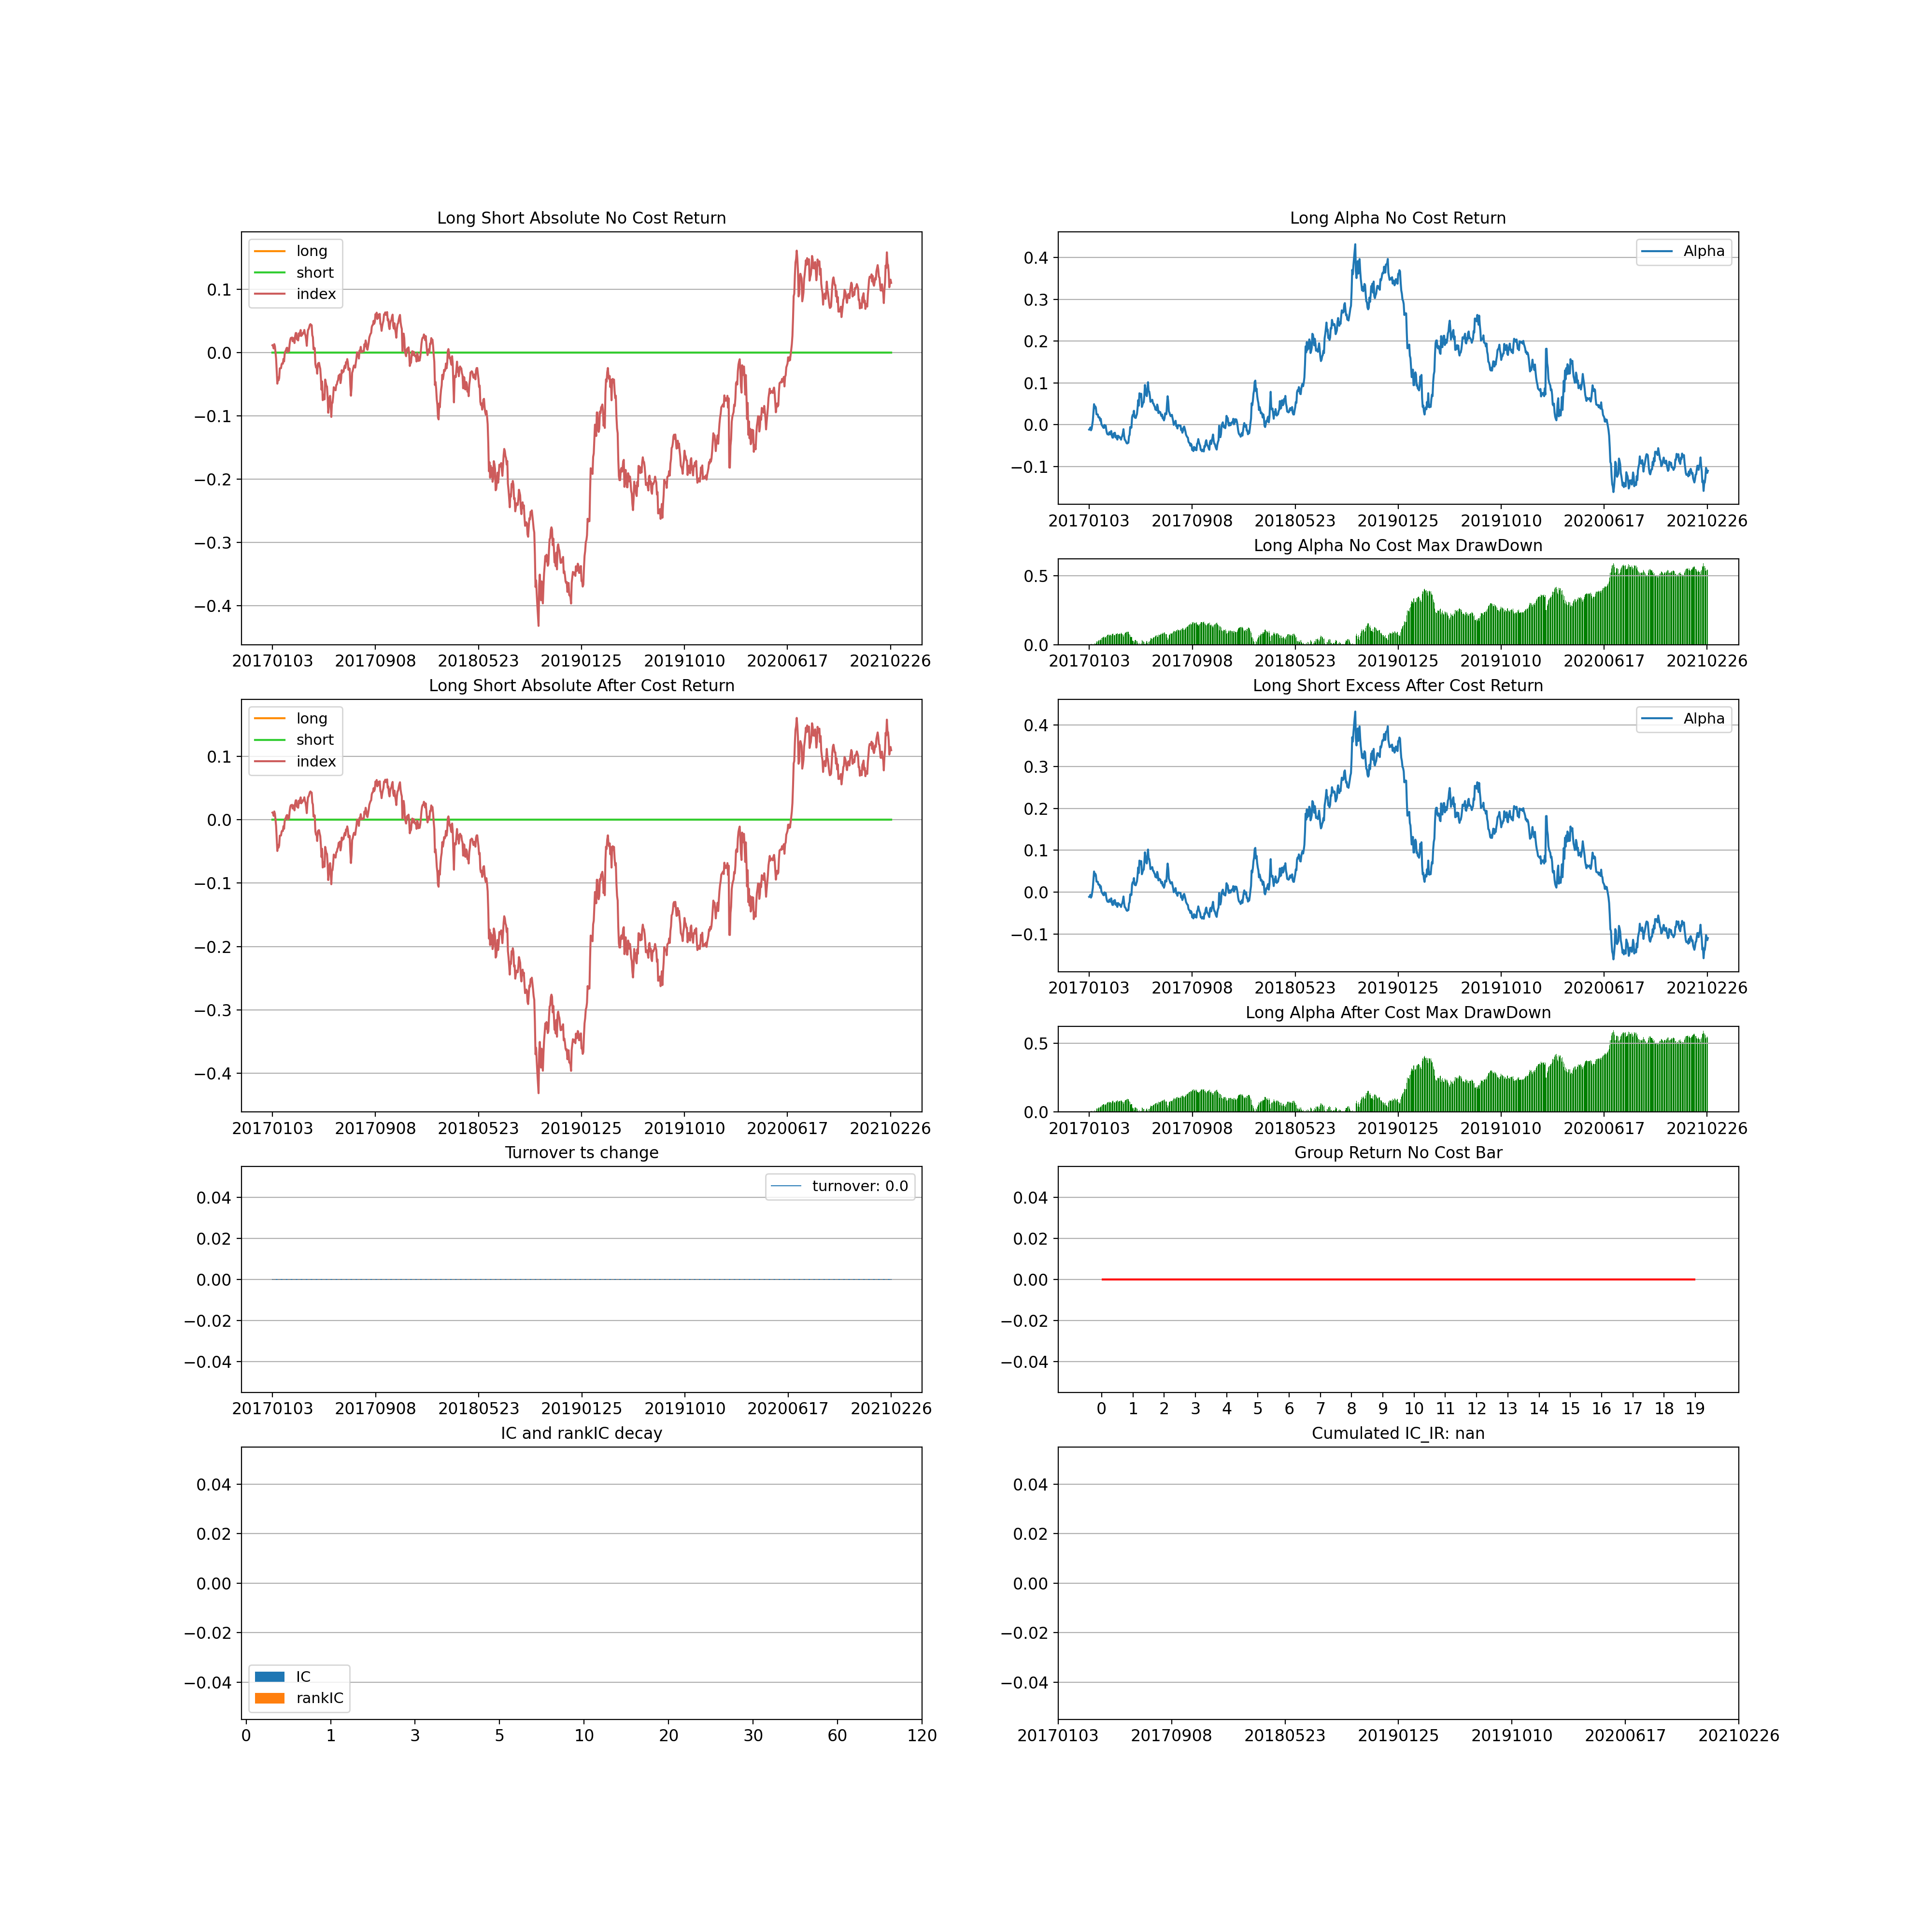 Long Short Absolute No Cost Return
long
short
index
0.1
0.0
−0.1
−0.2
−0.3
−0.4
20170103 20170908 20180523 20190125 20191010 20200617 20210226
Long Alpha No Cost Return
Alpha
0.4
0.3
0.2
0.1
0.0
−0.1
20170103 20170908 20180523 20190125 20191010 20200617 20210226
Long Alpha No Cost Max DrawDown
0.5
0.0
20170103 20170908 20180523 20190125 20191010 20200617 20210226
Long Short Absolute After Cost Return
long
short
index
0.1
0.0
−0.1
−0.2
−0.3
−0.4
20170103 20170908 20180523 20190125 20191010 20200617 20210226
Long Short Excess After Cost Return
Alpha
0.4
0.3
0.2
0.1
0.0
−0.1
20170103 20170908 20180523 20190125 20191010 20200617 20210226
Long Alpha After Cost Max DrawDown
0.5
0.0
20170103 20170908 20180523 20190125 20191010 20200617 20210226
Turnover ts change
turnover: 0.0
0.04
0.02
0.00
−0.02
−0.04
20170103 20170908 20180523 20190125 20191010 20200617 20210226
Group Return No Cost Bar
0.04
0.02
0.00
−0.02
−0.04
0 1 2 3 4 5 6 7 8 9 10 11 12 13 14 15 16 17 18 19
IC and rankIC decay
0.04
0.02
0.00
−0.02
−0.04
IC
rankIC
0 1 3 5 10 20 30 60 120
Cumulated IC_IR: nan
0.04
0.02
0.00
−0.02
−0.04
20170103 20170908 20180523 20190125 20191010 20200617 20210226